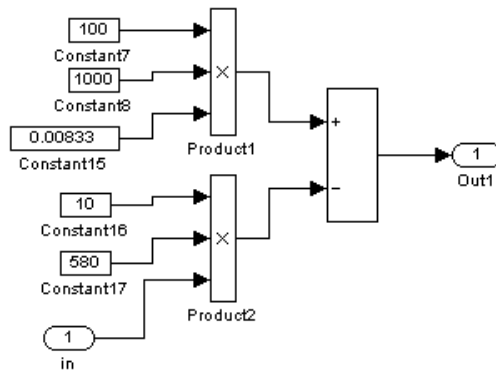 100
Constant7
1000
Constant8
×
Product1
0.00833
Constant15
+
−
1
Out1
10
Constant16
580
Constant17
×
Product2
1
in